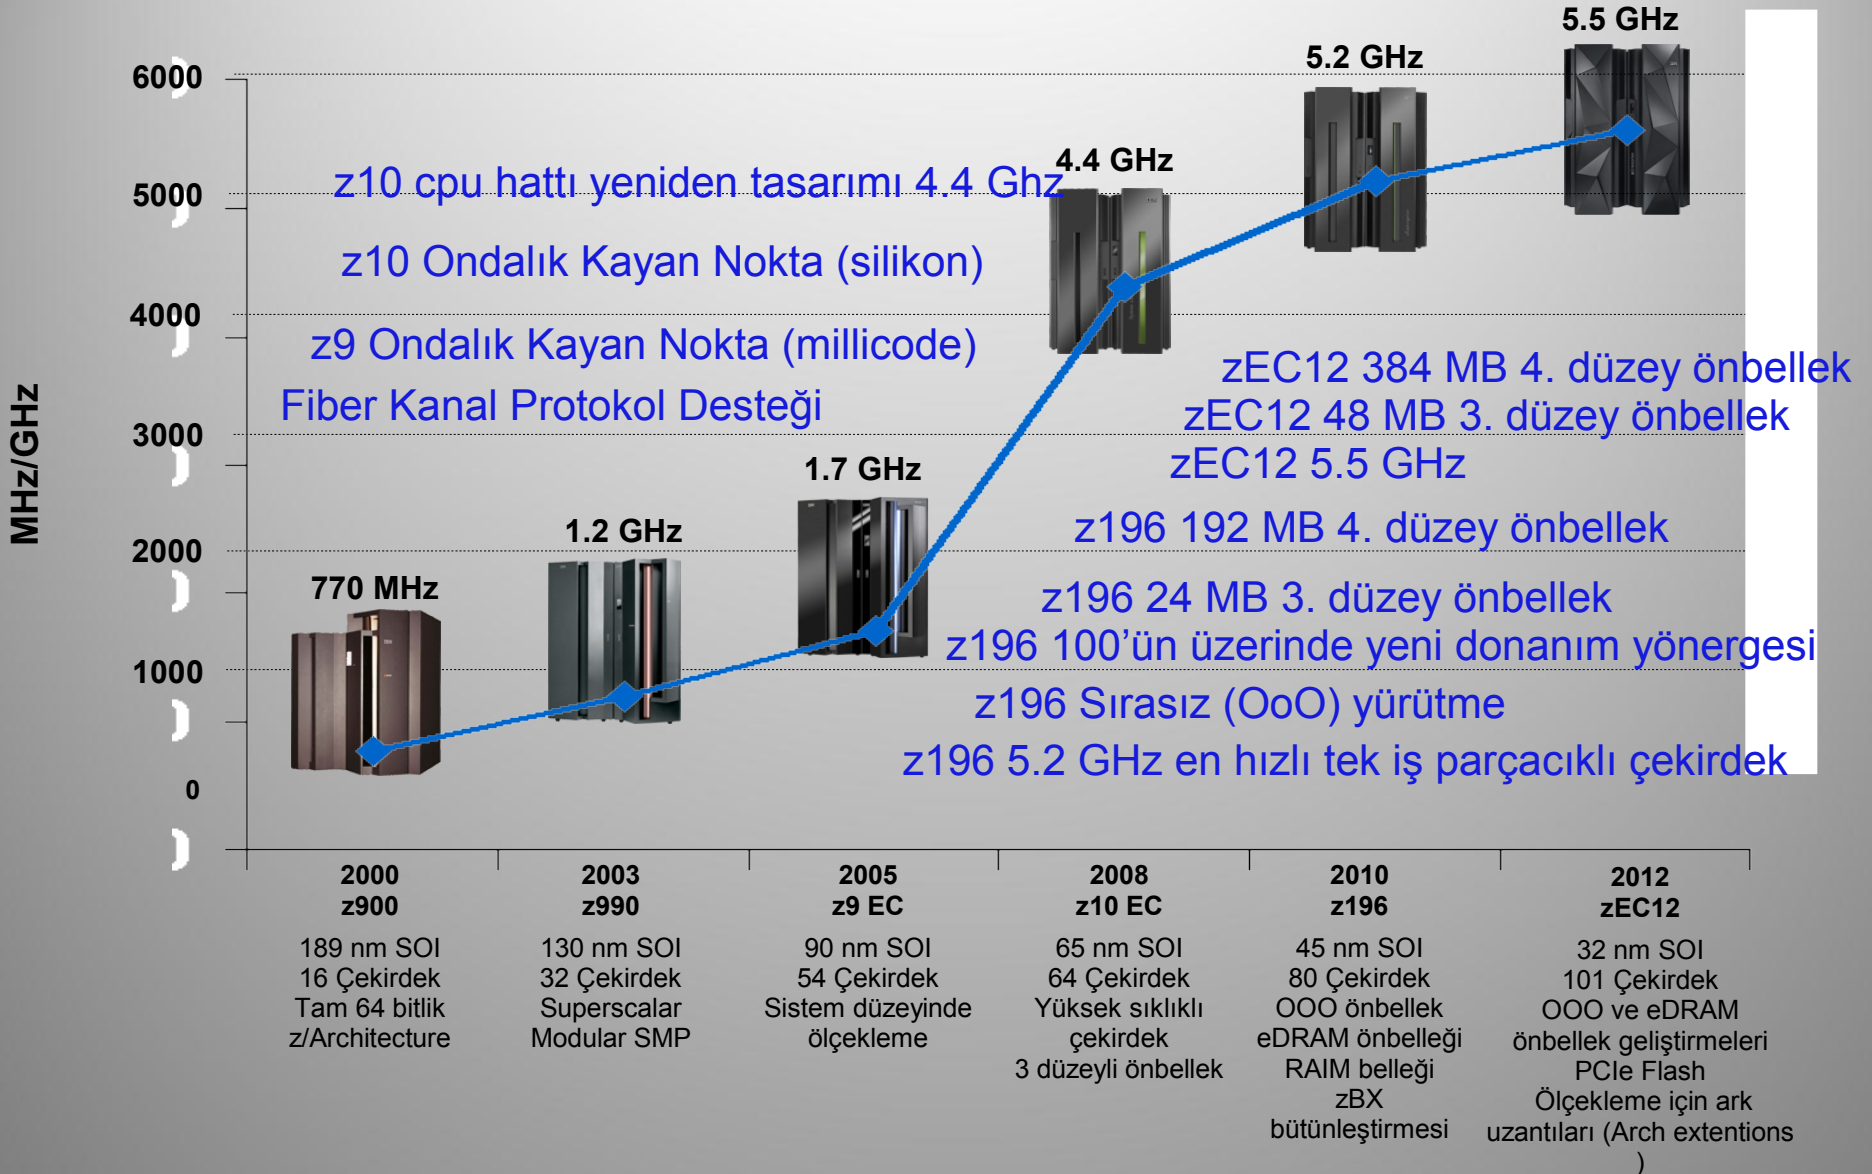 5.5 GHz
5.2 GHz
6000
4.4 GHz
z10 cpu hattı yeniden tasarımı 4.4 Ghz
5000
z10 Ondalık Kayan Nokta (silikon)
4000
z9 Ondalık Kayan Nokta (millicode)
zEC12 384 MB 4. düzey önbellek
Fiber Kanal Protokol Desteği
zEC12 48 MB 3. düzey önbellek
3000
MHz/GHz
zEC12 5.5 GHz
1.7 GHz
z196 192 MB 4. düzey önbellek
1.2 GHz
2000
770 MHz
z196 24 MB 3. düzey önbellek
z196 100’ün üzerinde yeni donanım yönergesi
1000
z196 Sırasız (OoO) yürütme
z196 5.2 GHz en hızlı tek iş parçacıklı çekirdek
0
2000
z900
189 nm SOI
16 Çekirdek
Tam 64 bitlik
z/Architecture
2003
z990
130 nm SOI
32 Çekirdek
Superscalar
Modular SMP
2005
z9 EC
90 nm SOI
54 Çekirdek
Sistem düzeyinde
ölçekleme
2008
z10 EC
65 nm SOI
64 Çekirdek
Yüksek sıklıklı
çekirdek
3 düzeyli önbellek
2010
z196
45 nm SOI
80 Çekirdek
OOO önbellek
eDRAM önbelleği
RAIM belleği
zBX
bütünleştirmesi
2012
zEC12
32 nm SOI
101 Çekirdek
OOO ve eDRAM
önbellek geliştirmeleri
PCIe Flash
Ölçekleme için ark
uzantıları (Arch extentions
)